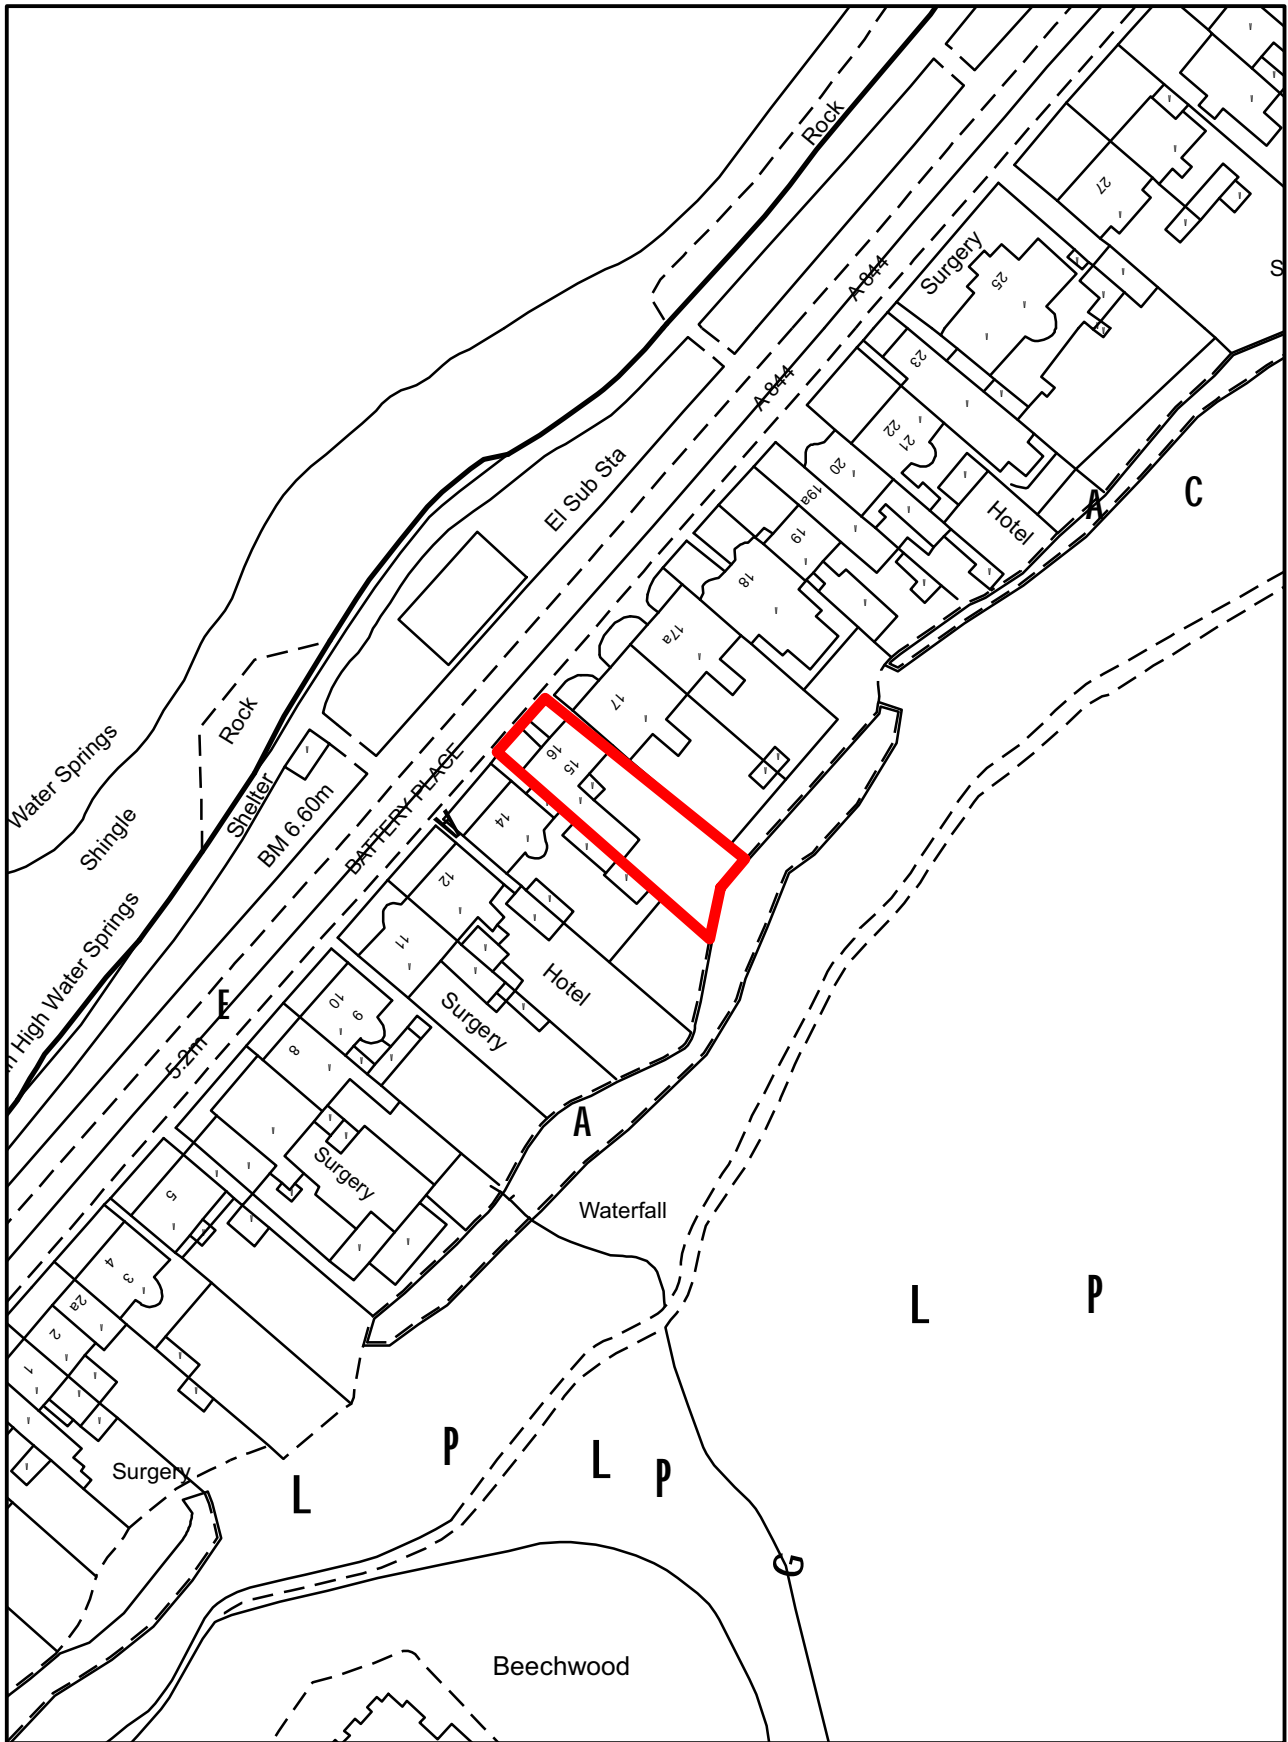 Rock
27
Surgery
25
S
A 844
23
A 844
22
21
20
19a
El Sub Sta
Hotel
A
C
19
18
17a
17
Rock
Water Springs
Shingle
Shelter
BM 6.60m
BATTERY PLACE
16
15
14
12
11
Hotel
Surgery
High Water Springs
E
5.2m
10
9
8
A
Surgery
Waterfall
5
4
3
2a
2
1
L
P
P
L
P
L
Surgery
G
Beechwood